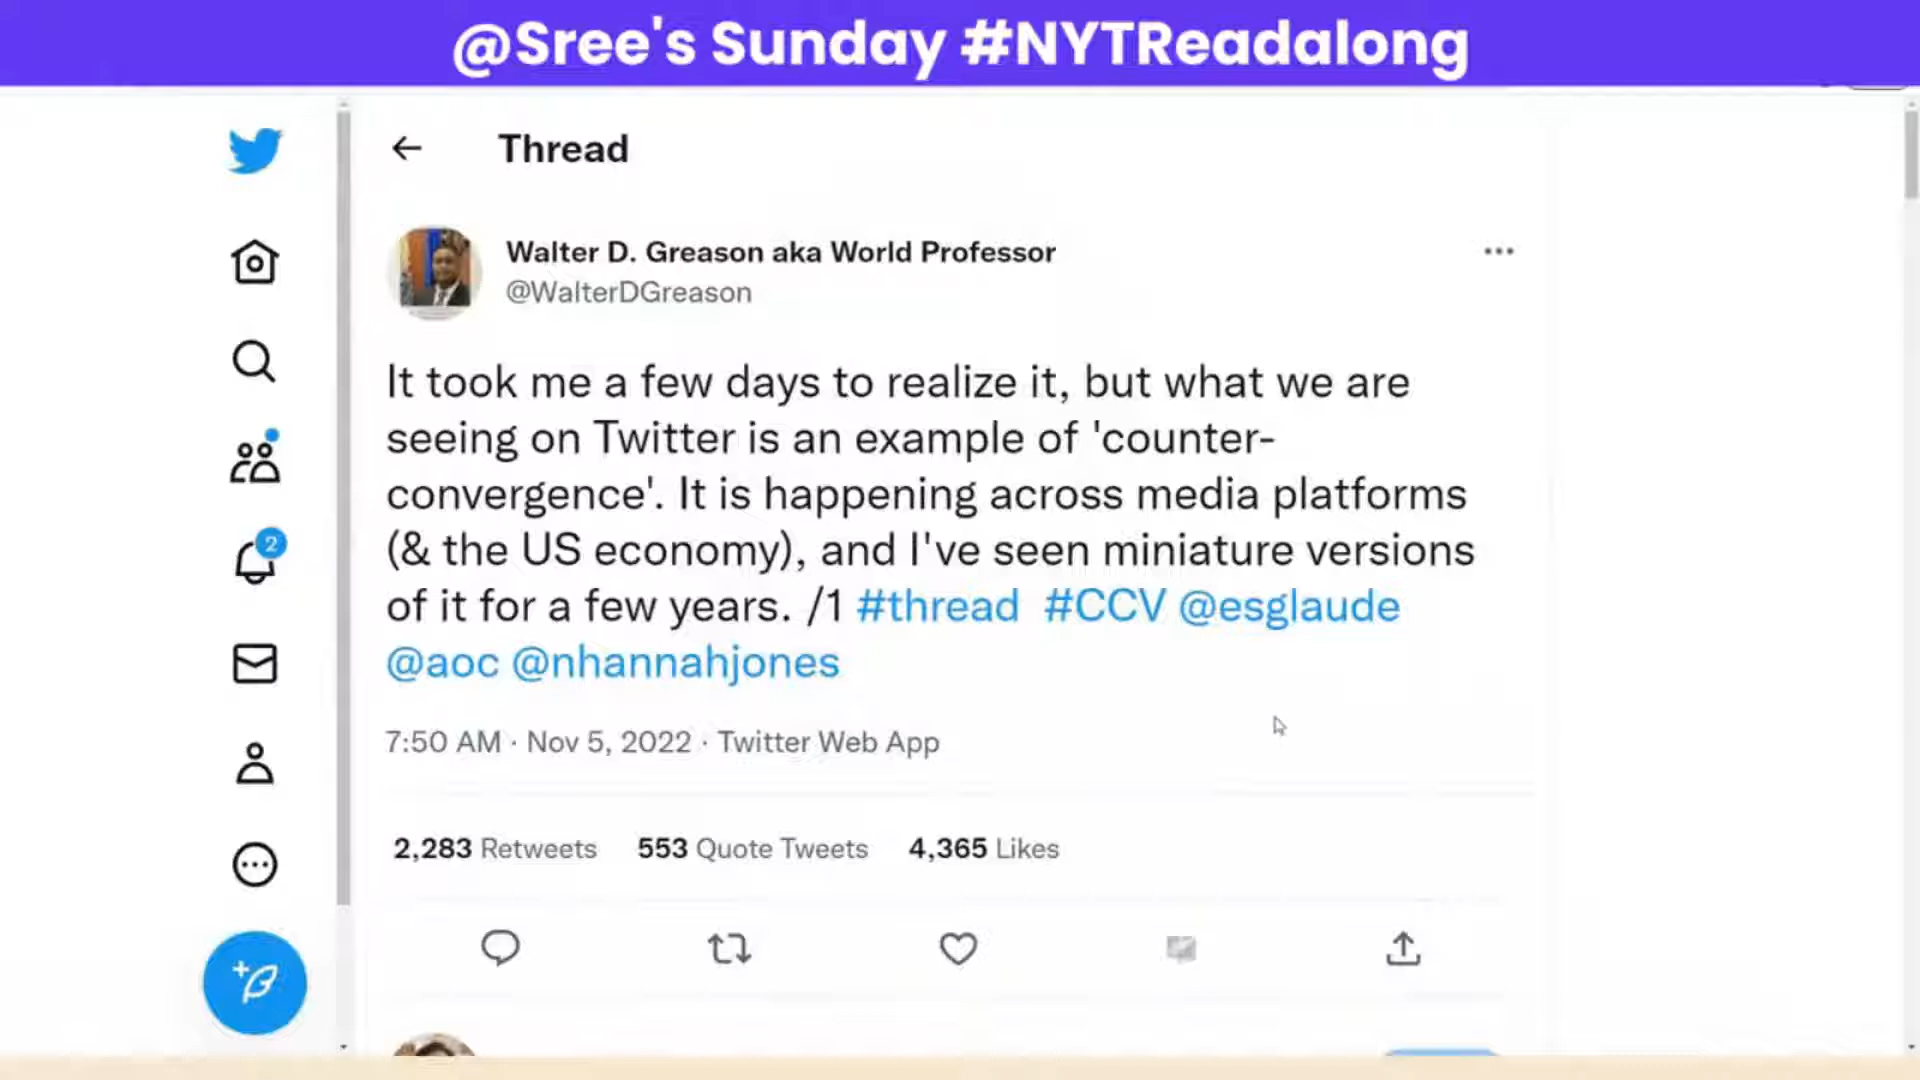 @Sree's Sunday #NYTReadalong
Thread
Walter D. Greason aka World Professor
@WalterDGreason
It took me a few days to realize it, but what we are
seeing on Twitter is an example of 'counter-
convergence'. It is happening across media platforms
(& the US economy), and I've seen miniature versions
of it for a few years. /1 #thread #CCV @esglaude
@aoc @nhannahjones
2
7:50 AM · Nov 5, 2022 · Twitter Web App
2,283 Retweets 553 Quote Tweets 4,365 Likes